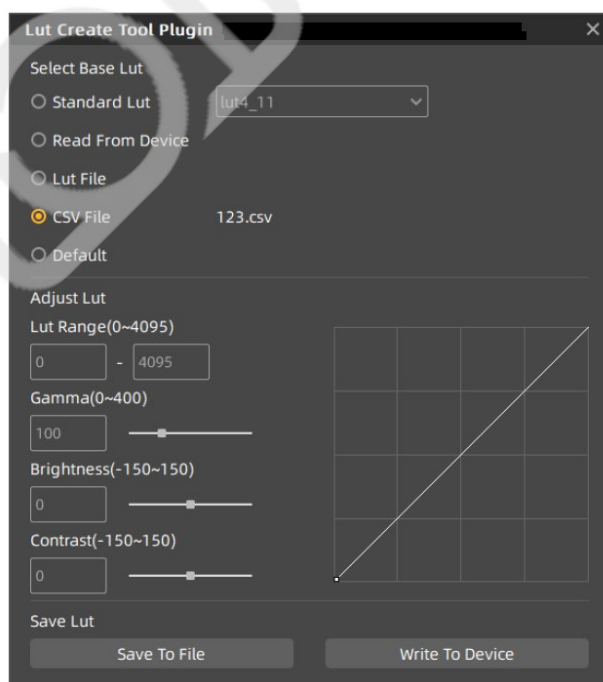 Lut Create Tool Plugin
Select Base Lut
Standard Lut lut4_11
Read From Device
Lut File
CSV File 123.csv
Default
Adjust Lut
Lut Range(0~4095)
0 - 4095
Gamma(0~400)
100
Brightness(-150~150)
0
Contrast(-150~150)
0
Save Lut
Save To File Write To Device